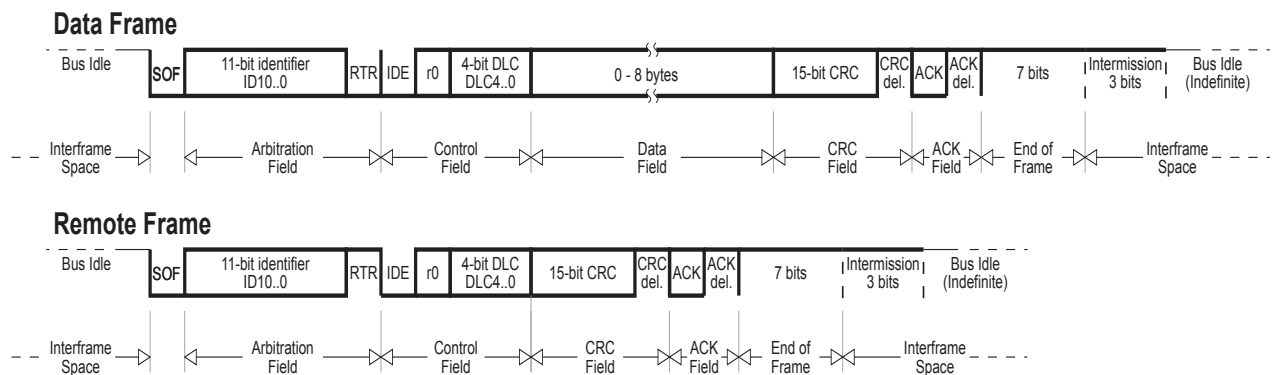 Data Frame
Bus Idle
SOF
11-bit identifier
ID10..0
RTR
IDE
r0
4-bit DLC
DLC4..0
0 - 8 bytes
15-bit CRC
CRC
del.
ACK
ACK
del.
7 bits
Intermission
3 bits
Bus Idle
(Indefinite)
Interframe
Space
Arbitration
Field
Control
Field
Data
Field
CRC
Field
ACK
Field
End of
Frame
Interframe
Space
Remote Frame
Bus Idle
SOF
11-bit identifier
ID10..0
RTR
IDE
r0
4-bit DLC
DLC4..0
15-bit CRC
CRC
del.
ACK
ACK
del.
7 bits
Intermission
3 bits
Bus Idle
(Indefinite)
Interframe
Space
Arbitration
Field
Control
Field
CRC
Field
ACK
Field
End of
Frame
Interframe
Space